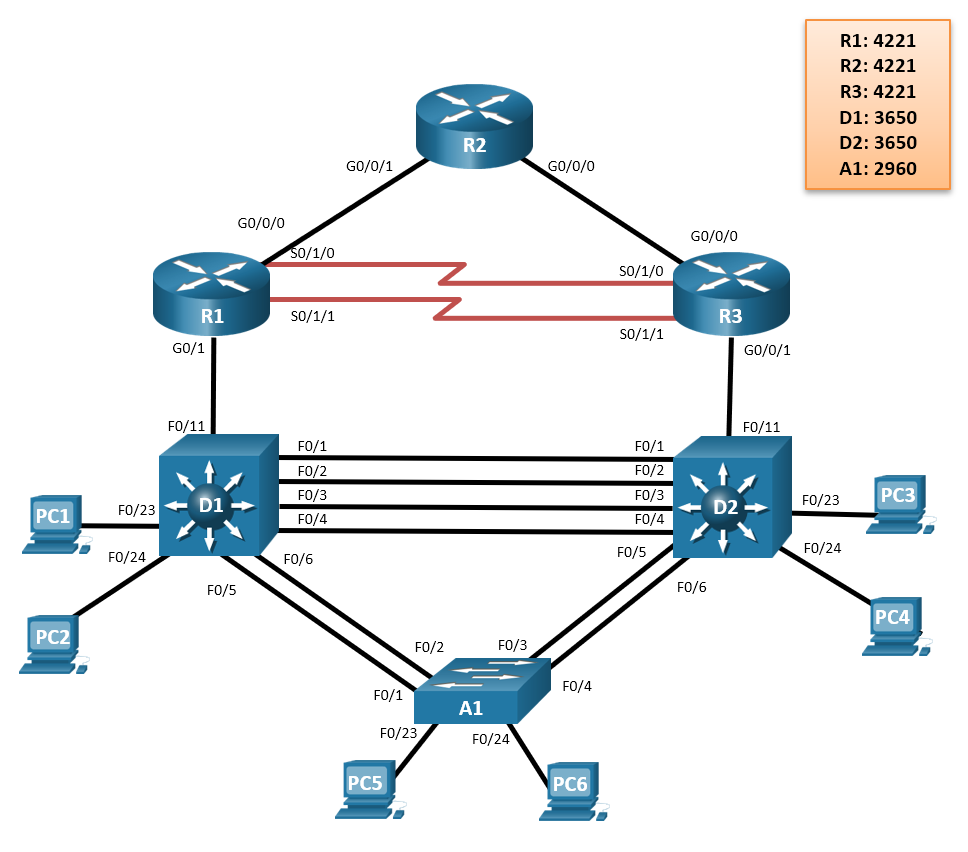 R1: 4221
R2: 4221
R3: 4221
D1: 3650
D2: 3650
A1: 2960
R2
G0/0/1
G0/0/0
G0/0/0
G0/0/0
S0/1/0
S0/1/0
R1
R3
S0/1/1
S0/1/1
G0/1
G0/0/1
F0/11
F0/11
F0/1
F0/1
F0/2
F0/2
F0/3
F0/3
F0/4
F0/4
D1
D2
PC1
F0/23
F0/23
PC3
F0/24
F0/24
F0/6
F0/5
F0/5
F0/6
PC2
PC4
F0/2
F0/3
F0/1
F0/4
A1
F0/23
F0/24
PC5
PC6